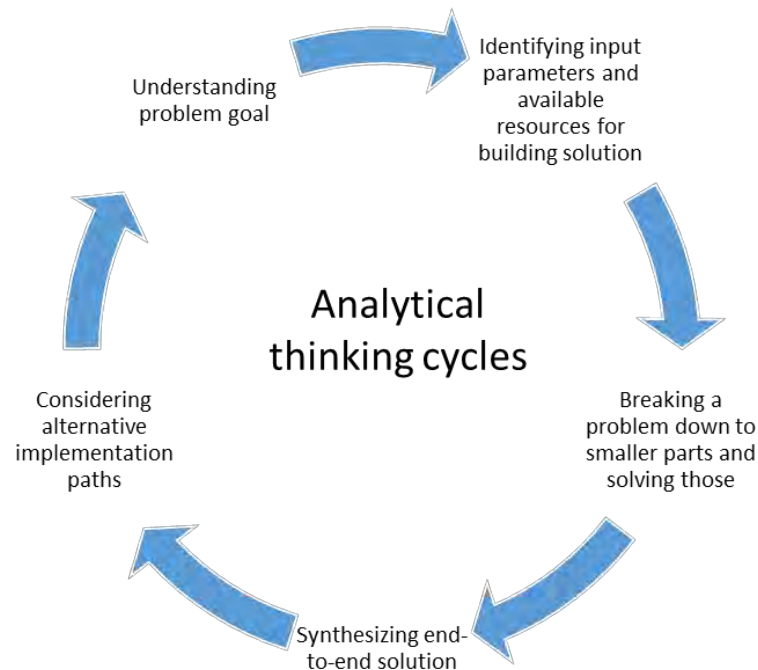 Understanding
problem goal
Identifying input
parameters and
available
resources for
building solution
Analytical
thinking cycles
Breaking a
problem down to
smaller parts and
solving those
Synthesizing end-
to-end solution
Considering
alternative
implementation
paths